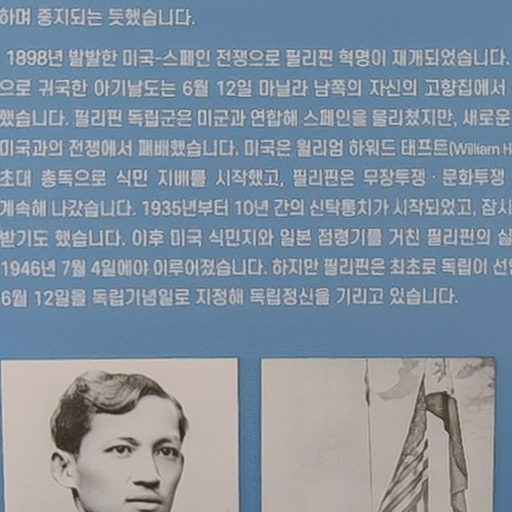 하며 중지되는 듯했습니다.
1898년 발발한 미국-스페인 전쟁으로 필리핀 혁명이 재개되었습니다.
으로 귀국한 아기날도는 6월 12일 마닐라 남쪽의 자신의 고향집에서
했습니다. 필리핀 독립군은 미군과 연합해 스페인을 물리쳤지만, 새로운
미국과의 전쟁에서 패배했습니다. 미국은 윌리엄 하워드 태프트(William H
초대 총독으로 식민 지배를 시작했고, 필리핀은 무장투쟁 · 문화투쟁
계속해 나갔습니다. 1935년부터 10년 간의 신탁통치가 시작되었고, 잠시
받기도 했습니다. 이후 미국 식민지와 일본 점령기를 거친 필리핀의 실
1946년 7월 4일에야 이루어졌습니다. 하지만 필리핀은 최초로 독립이 선언
6월 12일을 독립기념일로 지정해 독립정신을 기리고 있습니다.